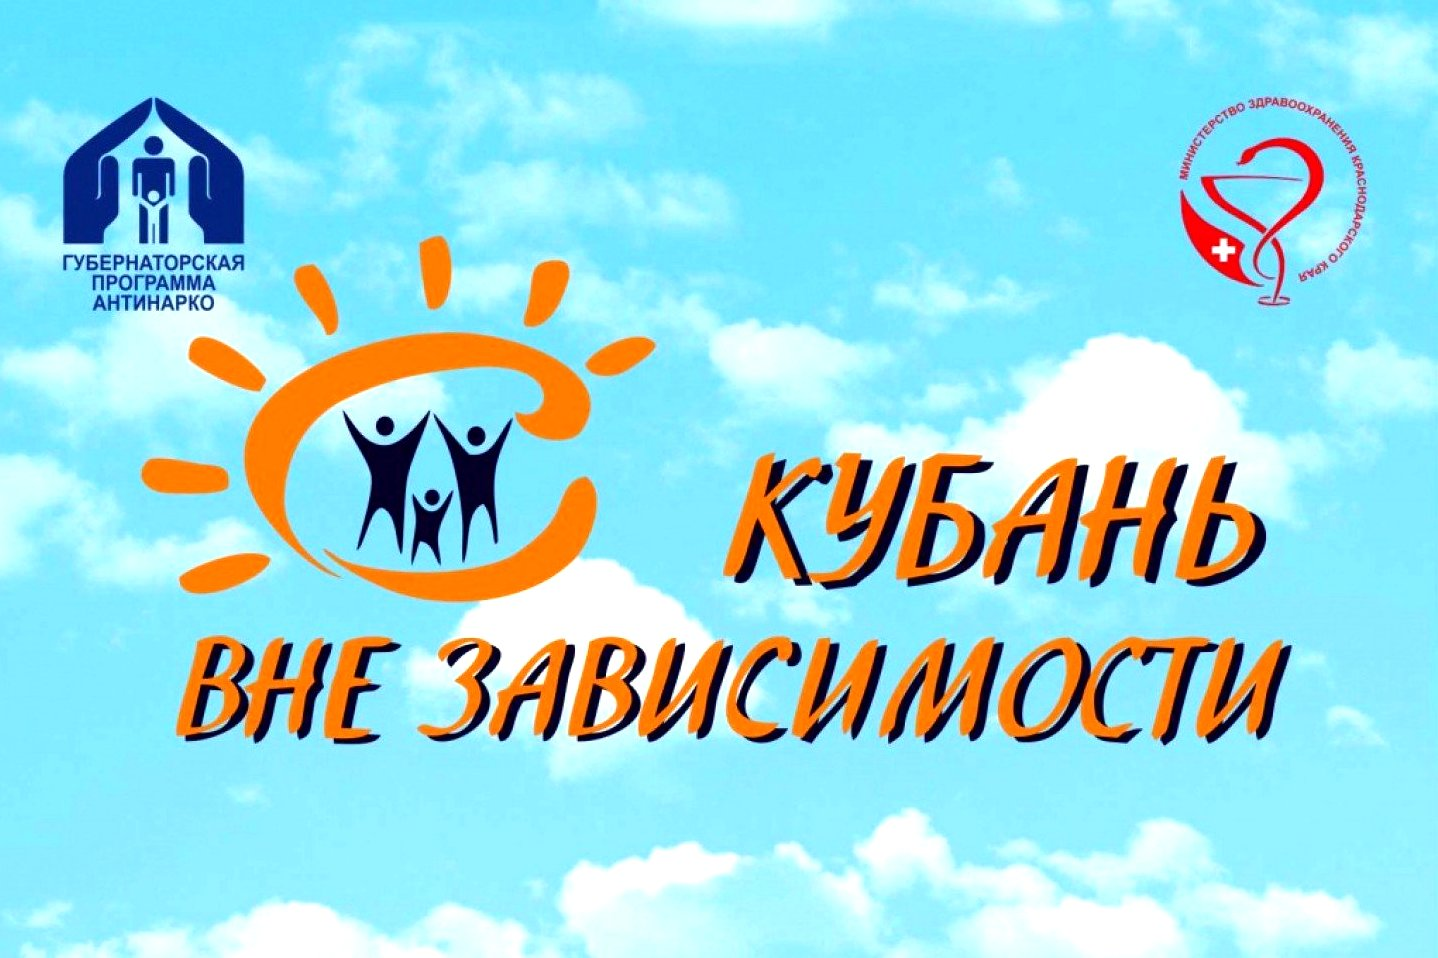 ГУБЕРНАТОРСКАЯ
ПРОГРАММА
АНТИНАРКО
МИНИСТЕРСТВО ЗДРАВООХРАНЕНИЯ КРАСНОДАРСКОГО КРАЯ
КУБАНЬ
ВНЕ ЗАВИСИМОСТИ